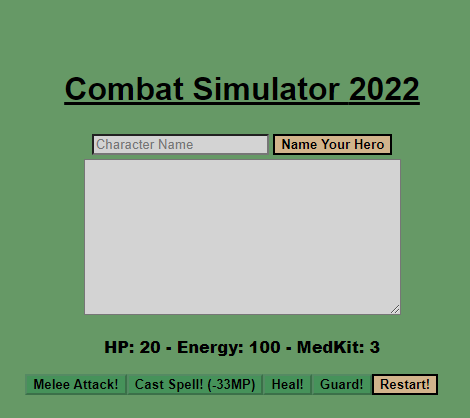 Combat Simulator 2022
Character Name Name Your Hero
HP: 20 - Energy: 100 - MedKit: 3
Melee Attack! Cast Spell! (-33MP) Heal! Guard! Restart!